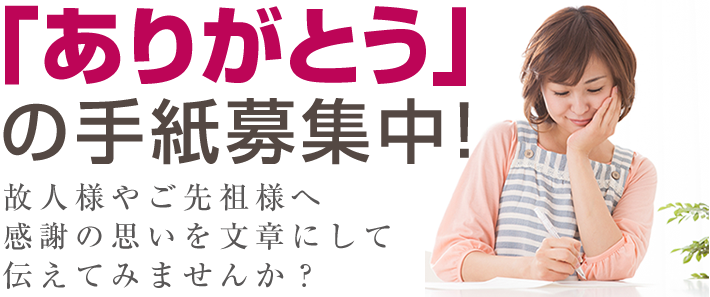 「ありがとう」
の手紙募集中!
故人様やご先祖様へ
感謝の思いを文章にして
伝えてみませんか?